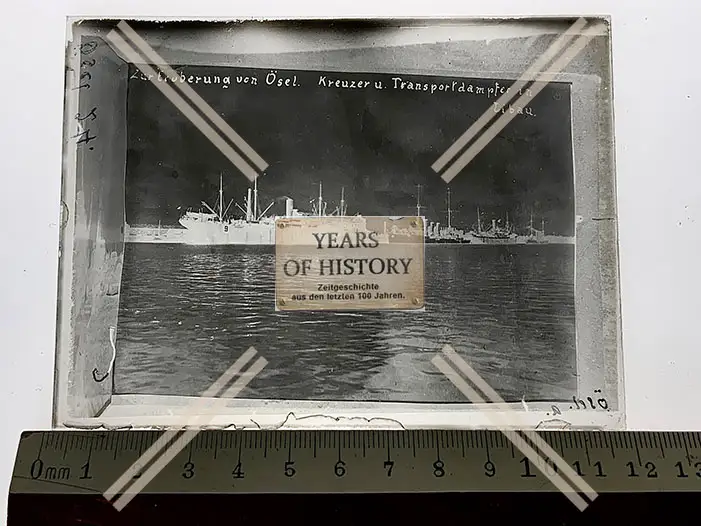 Zur Eroberung von Ösel. Kreuzer u. Transportdampfer in
Libau.
9
YEARS
OF HISTORY
Zeitgeschichte
aus den letzten 100 Jahren.
0mm 1 2 3 4 5 6 7 8 9 10 11 12 13